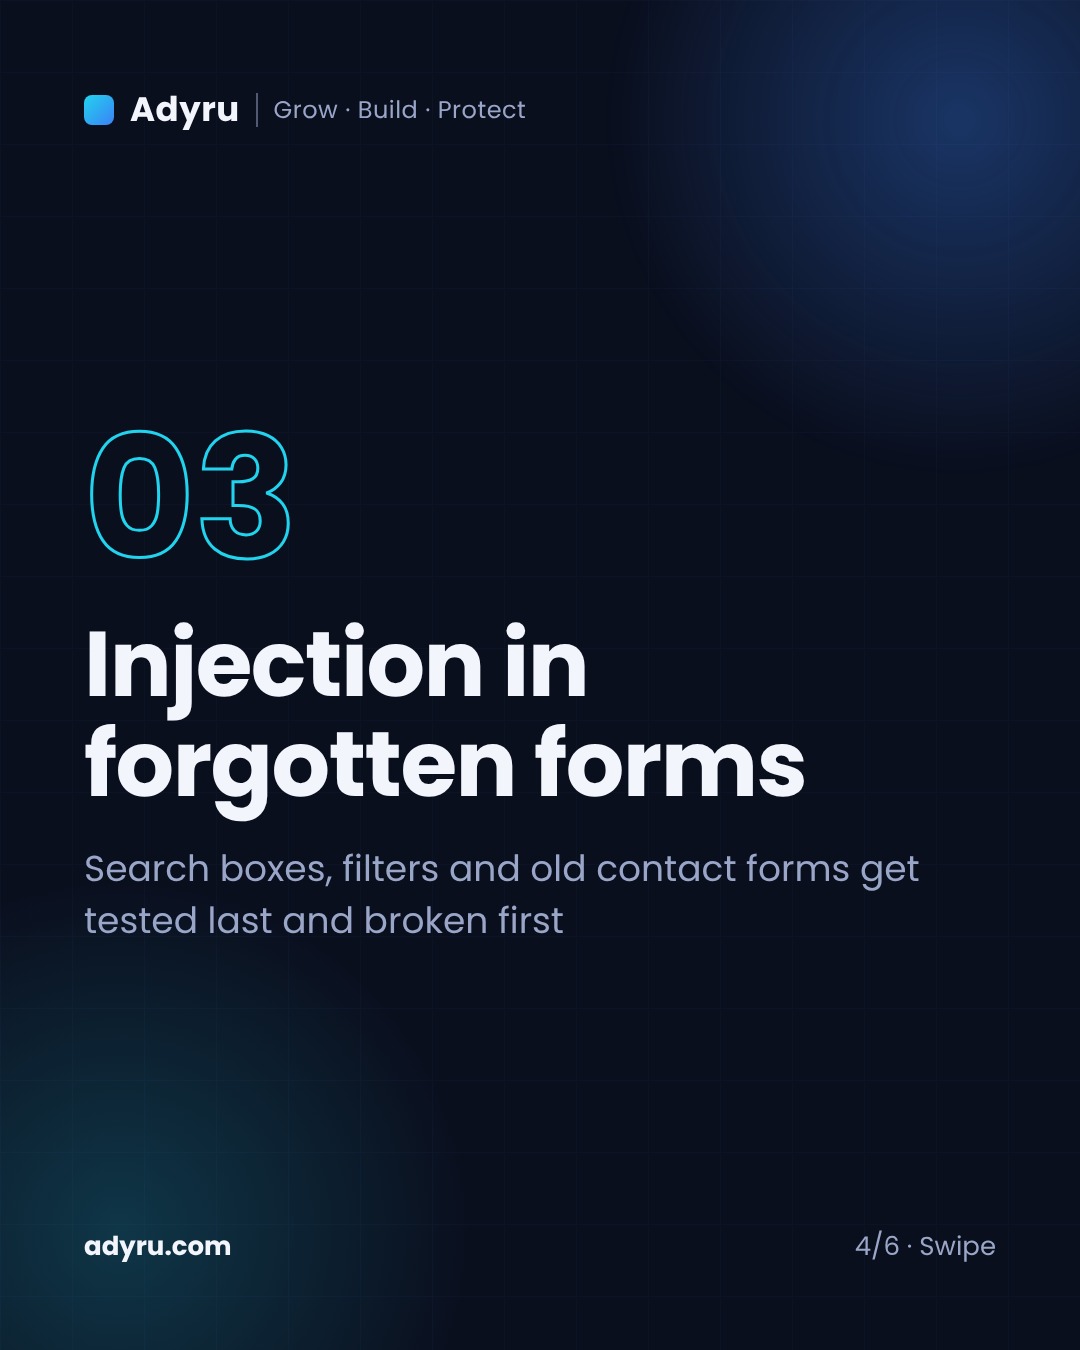 Adyru | Grow · Build · Protect
03
Injection in
forgotten forms
Search boxes, filters and old contact forms get
tested last and broken first
adyru.com
4/6 · Swipe